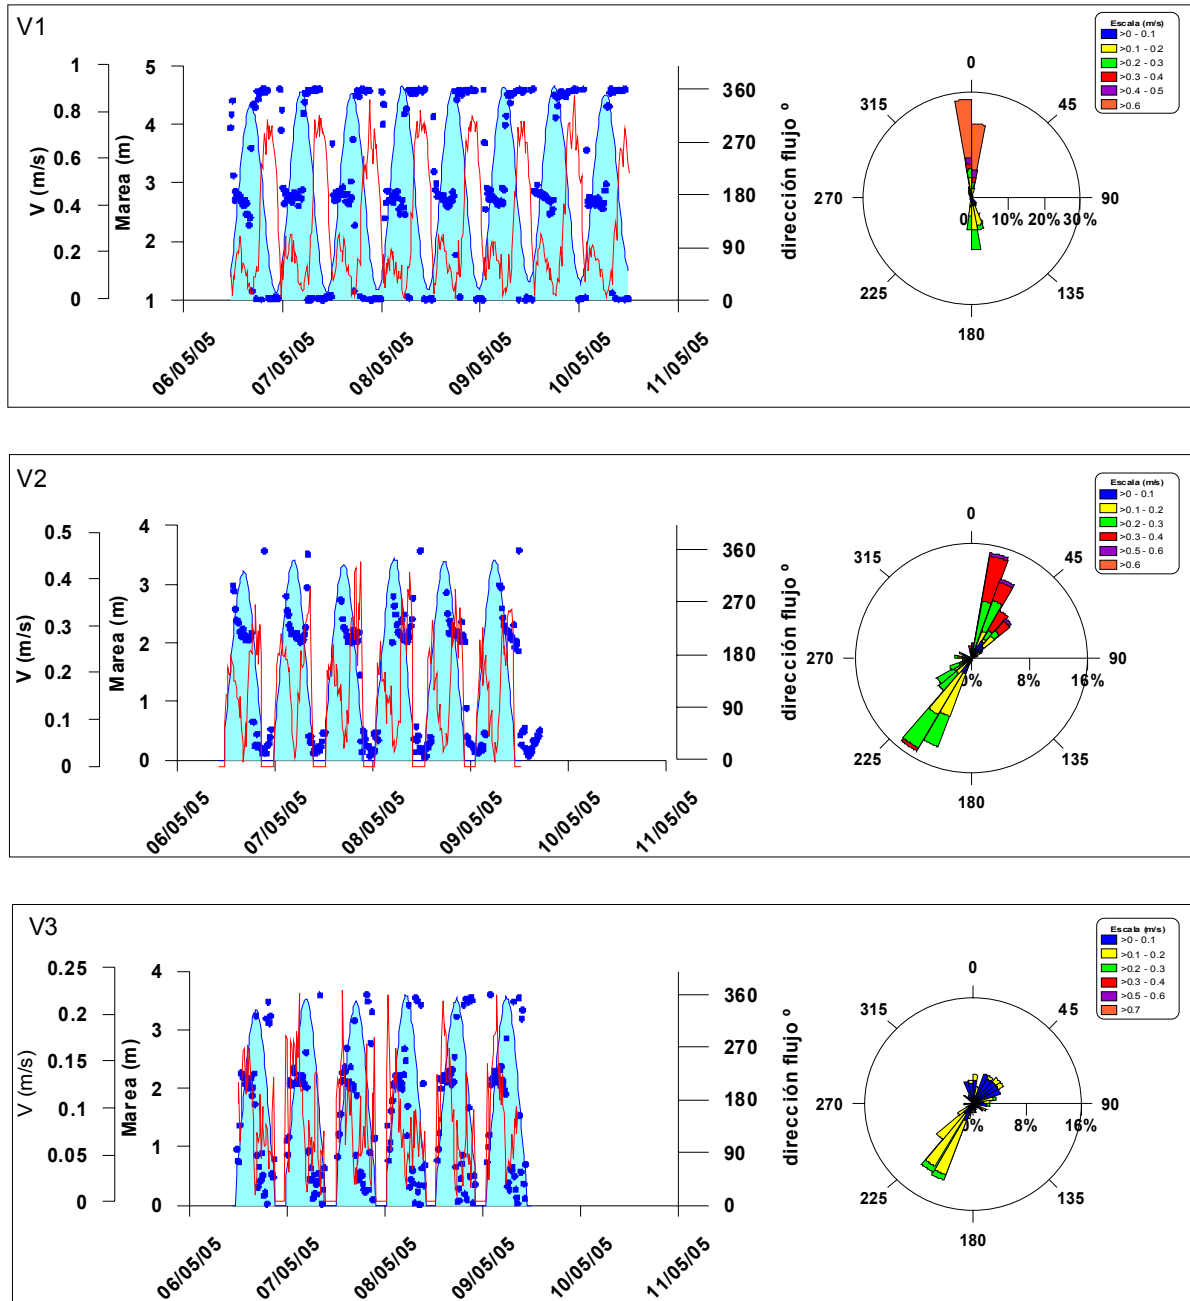 V1
Escala (m/s)
>0 - 0.1
>0.1 - 0.2
>0.2 - 0.3
>0.3 - 0.4
>0.4 - 0.5
>0.6
V (m/s)
1
0.8
0.6
0.4
0.2
0
Marea (m)
5
4
3
2
1
360
270
180
90
0
dirección flujo º
06/05/05
07/05/05
08/05/05
09/05/05
10/05/05
11/05/05
0
45
90
135
180
225
270
315
0 10% 20% 30%
V2
Escala (m/s)
>0 - 0.1
>0.1 - 0.2
>0.2 - 0.3
>0.3 - 0.4
>0.5 - 0.6
>0.6
V (m/s)
0.5
0.4
0.3
0.2
0.1
0
Marea (m)
4
3
2
1
0
360
270
180
90
0
dirección flujo º
06/05/05
07/05/05
08/05/05
09/05/05
10/05/05
11/05/05
0
45
90
135
180
225
270
315
0% 8% 16%
V3
Escala (m/s)
>0 - 0.1
>0.1 - 0.2
>0.2 - 0.3
>0.3 - 0.4
>0.5 - 0.6
>0.7
V (m/s)
0.25
0.2
0.15
0.1
0.05
0
Marea (m)
4
3
2
1
0
360
270
180
90
0
dirección flujo º
06/05/05
07/05/05
08/05/05
09/05/05
10/05/05
11/05/05
0
45
90
135
180
225
270
315
0% 8% 16%